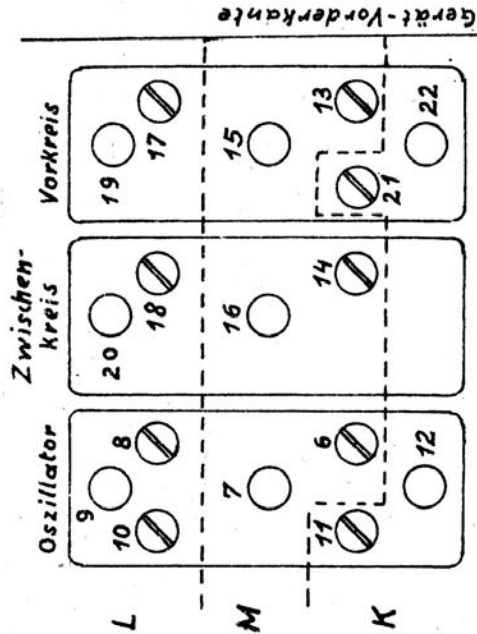 Gerät-Vorderkante
Vorkreis
19
17
15
13
21
22
Zwischen-
kreis
20
18
16
14
Oszillator
9
8
10
7
6
11
12
L
M
K